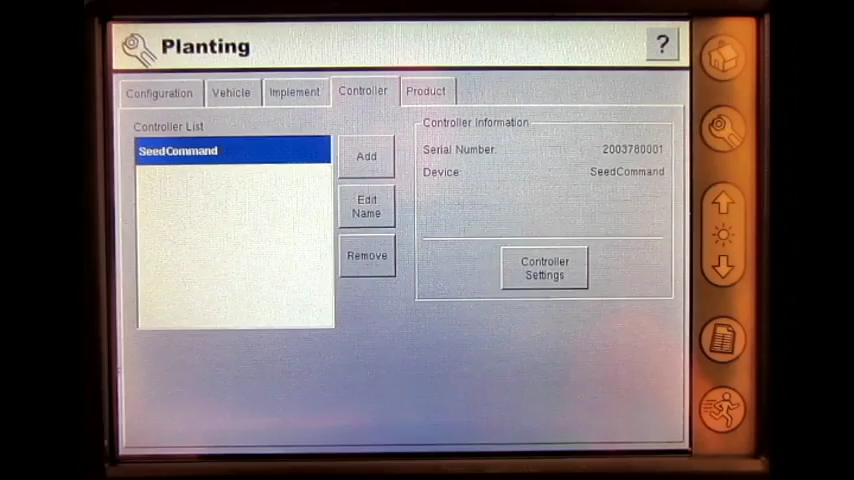 Planting
?
Configuration Vehicle Implement Controller Product
Controller List
SeedCommand
Add
Edit
Name
Remove
Controller Information
Serial Number: 2003780001
Device: SeedCommand
Controller
Settings